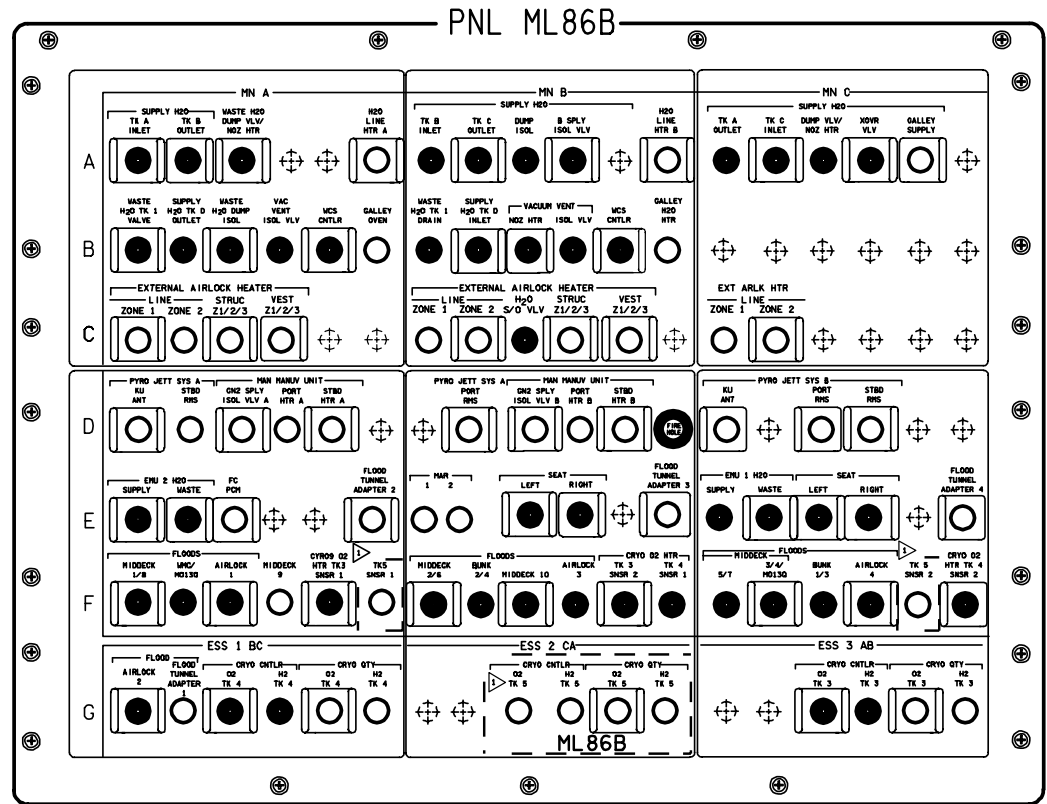 PNL ML86B
MN A MN B MN C
SUPPLY H2O WASTE H2O H2O SUPPLY H2O H2O SUPPLY H2O
TK A TK B DUMP VLV/ LINE TK B TK C DUMP B SPLY LINE TK A TK C DUMP VLV/ XOVR GALLEY
INLET OUTLET NOZ HTR HTR A INLET OUTLET ISOL ISOL VLV HTR B OUTLET INLET NOZ HTR VLV SUPPLY
A
WASTE SUPPLY WASTE VAC WASTE SUPPLY VACUUM VENT GALLEY
H2O TK 1 H2O TK D H2O DUMP VENT WCS GALLEY H2O TK 1 H2O TK D WCS H2O
VALVE OUTLET ISOL ISOL VLV CNTLR OVEN DRAIN INLET NOZ HTR ISOL VLV CNTLR HTR
B
EXTERNAL AIRLOCK HEATER EXTERNAL AIRLOCK HEATER EXT ARLK HTR
LINE STRUC VEST LINE H2O STRUC VEST LINE
ZONE 1 ZONE 2 Z1/2/3 Z1/2/3 ZONE 1 ZONE 2 S/O VLV Z1/2/3 Z1/2/3 ZONE 1 ZONE 2
C
PYRO JETT SYS A MAN MANUV UNIT PYRO JETT SYS A MAN MANUV UNIT PYRO JETT SYS B
KU STBD GN2 SPLY PORT STBD PORT GN2 SPLY PORT STBD KU PORT STBD
ANT RMS ISOL VLV A HTR A HTR A RMS ISOL VLV B HTR B HTR B ANT RMS RMS
D FIRE
HOLE
EMU 2 H2O FC FLOOD MAR SEAT FLOOD EMU 1 H2O SEAT FLOOD
SUPPLY WASTE PCM TUNNEL 1 2 LEFT RIGHT TUNNEL SUPPLY WASTE LEFT RIGHT TUNNEL
ADAPTER 2 ADAPTER 3 ADAPTER 4
E
1 1
FLOODS CYRO9 O2 FLOODS CRYO O2 HTR MIDDECK FLOODS CRYO O2
MIDDECK WMC/ AIRLOCK MIDDECK HTR TK3 TK5 MIDDECK BUNK MIDDECK 10 AIRLOCK TK 3 TK 4 3/4/ BUNK AIRLOCK TK 5 HTR TK 4
1/8 MO13Q 1 9 SNSR 1 SNSR 1 2/6 2/4 3 SNSR 2 SNSR 1 5/7 MO13Q 1/3 4 SNSR 2 SNSR 2
F
ESS 1 BC ESS 2 CA ESS 3 AB
FLOOD CRYO CNTLR CRYO QTY CRYO CNTLR CRYO QTY CRYO CNTLR CRYO QTY
AIRLOCK FLOOD O2 H2 O2 H2 1 O2 H2 O2 H2 O2 H2 O2 H2
2 TUNNEL TK 4 TK 4 TK 4 TK 4 TK 5 TK 5 TK 5 TK 5 TK 3 TK 3 TK 3 TK 3
ADAPTER
1
G
ML86B